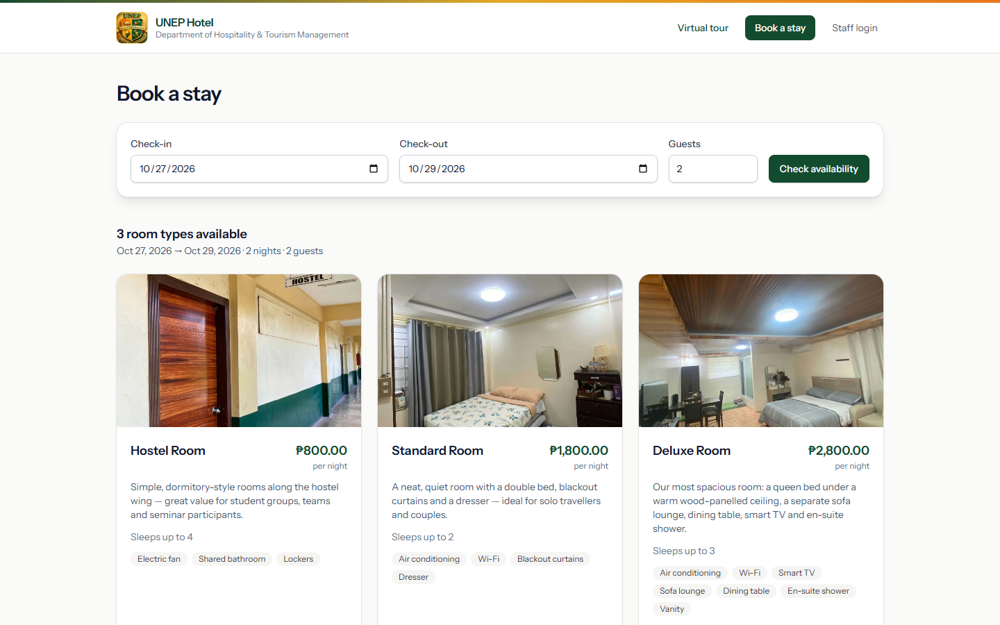 UNEP
UNEP Hotel
Department of Hospitality & Tourism Management
Virtual tour
Book a stay
Staff login
Book a stay
Check-in
Check-out
Guests
10/27/2026
10/29/2026
2
Check availability
3 room types available
Oct 27, 2026 → Oct 29, 2026 · 2 nights · 2 guests
HOSTEL
Hostel Room
₱800.00
per night
Simple, dormitory-style rooms along the hostel
wing — great value for student groups, teams
and seminar participants.
Sleeps up to 4
Electric fan
Shared bathroom
Lockers
Standard Room
₱1,800.00
per night
A neat, quiet room with a double bed, blackout
curtains and a dresser — ideal for solo travellers
and couples.
Sleeps up to 2
Air conditioning
Wi-Fi
Blackout curtains
Dresser
Deluxe Room
₱2,800.00
per night
Our most spacious room: a queen bed under a
warm wood-panelled ceiling, a separate sofa
lounge, dining table, smart TV and en-suite
shower.
Sleeps up to 3
Air conditioning
Wi-Fi
Smart TV
Sofa lounge
Dining table
En-suite shower
Vanity